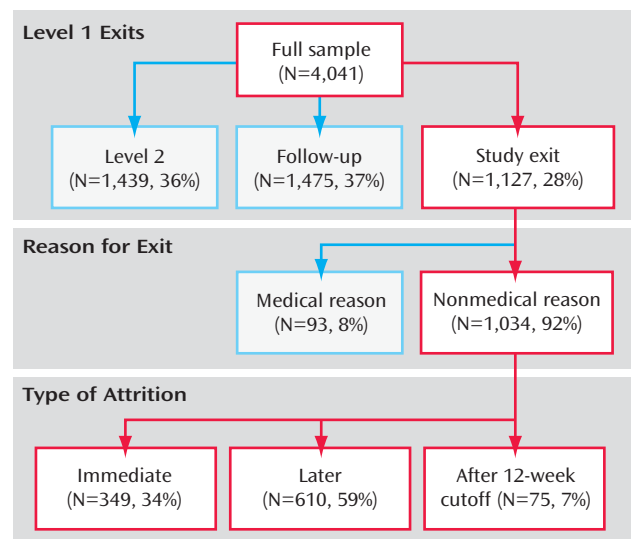 Level 1 Exits
Full sample
(N=4,041)
Level 2
(N=1,439, 36%)
Follow-up
(N=1,475, 37%)
Study exit
(N=1,127, 28%)
Reason for Exit
Medical reason
(N=93, 8%)
Nonmedical reason
(N=1,034, 92%)
Type of Attrition
Immediate
(N=349, 34%)
Later
(N=610, 59%)
After 12-week
cutoff (N=75, 7%)